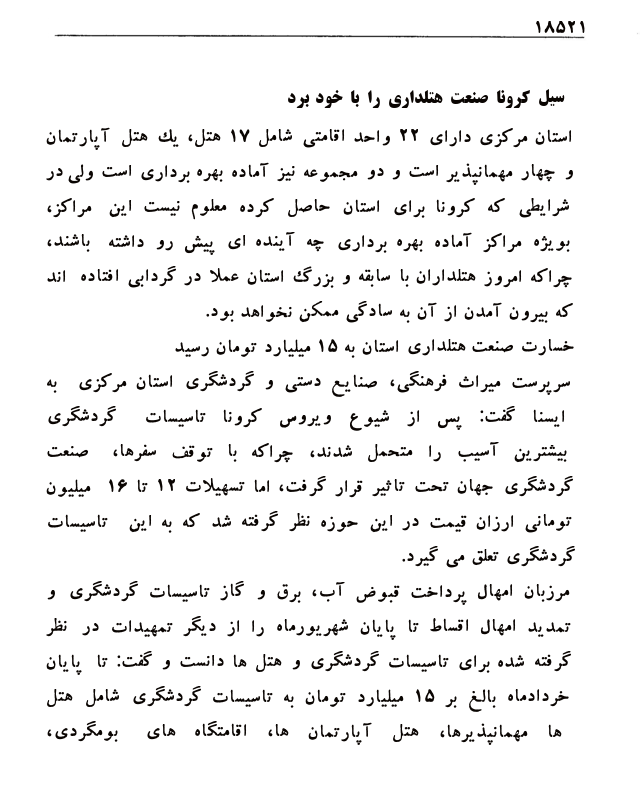 ۱۸۵۲۱
سیل کرونا صنعت هتلداری را با خود برد
استان مرکزی دارای ۲۲ واحد اقامتی شامل ۱۷ هتل، یك هتل آپارتمان
و چهار مهمانپذیر است و دو مجموعه نیز آماده بهره برداری است ولی در
شرایطی که کرونا برای استان حاصل کرده معلوم نیست این مراکز،
بویژه مراکز آماده بهره برداری چه آینده ای پیش رو داشته باشند،
چراکه امروز هتلداران با سابقه و بزرگ استان عملا در گردابی افتاده اند
که بیرون آمدن از آن به سادگی ممکن نخواهد بود.
خسارت صنعت هتلداری استان به ۱۵ میلیارد تومان رسید
سرپرست میراث فرهنگی، صنایع دستی و گردشگری استان مرکزی به
ایسنا گفت: پس از شیوع ویروس کرونا تاسیسات گردشگری
بیشترین آسیب را متحمل شدند، چراکه با توقف سفرها، صنعت
گردشگری جهان تحت تاثیر قرار گرفت، اما تسهیلات ۱۲ تا ۱۶ میلیون
تومانی ارزان قیمت در این حوزه نظر گرفته شد که به این تاسیسات
گردشگری تعلق می گیرد.
مرزبان امهال پرداخت قبوض آب، برق و گاز تاسیسات گردشگری و
تمدید امهال اقساط تا پایان شهریورماه را از دیگر تمهیدات در نظر
گرفته شده برای تاسیسات گردشگری و هتل ها دانست و گفت: تا پایان
خردادماه بالغ بر ۱۵ میلیارد تومان به تاسیسات گردشگری شامل هتل
ها مهمانپذیرها، هتل آپارتمان ها، اقامتگاه های بومگردی،